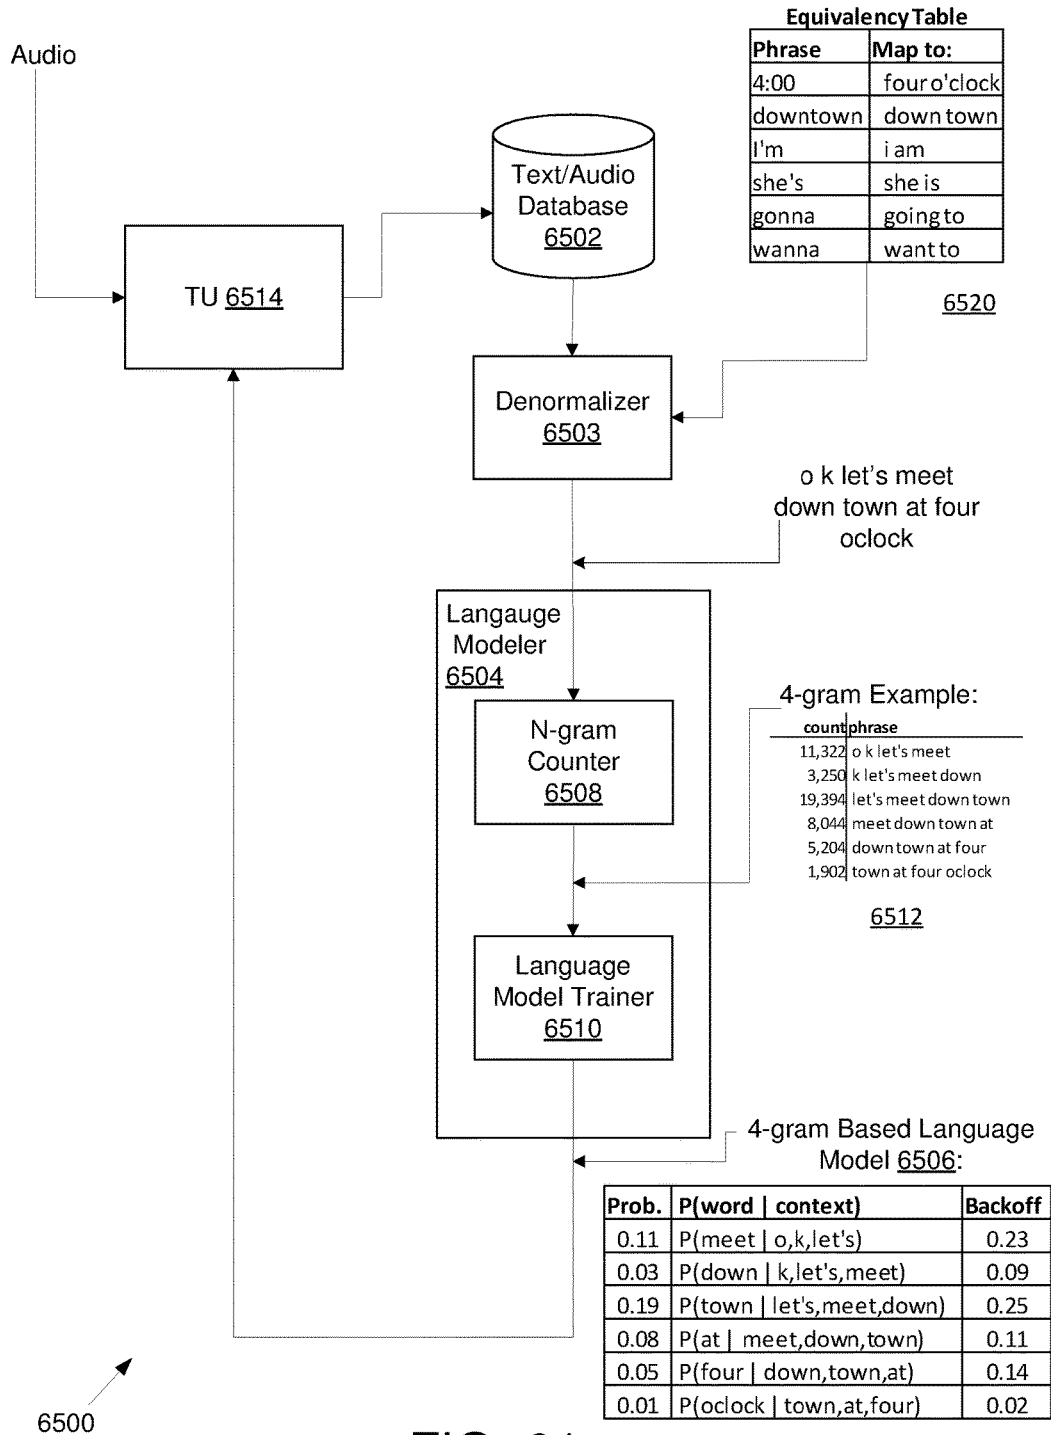 Equivalency Table
Phrase Map to:
4:00 four o'clock
downtown down town
I'm i am
she's she is
gonna going to
wanna want to
6520
Audio
Text/Audio
Database
6502
TU 6514
Denormalizer
6503
o k let's meet
down town at four
oclock
Langauge
Modeler
6504
N-gram
Counter
6508
4-gram Example:
count phrase
11,322 o k let's meet
3,250 k let's meet down
19,394 let's meet down town
8,044 meet down town at
5,204 down town at four
1,902 town at four oclock
6512
Language
Model Trainer
6510
4-gram Based Language
Model 6506:
Prob. P(word | context) Backoff
0.11 P(meet | o,k,let's) 0.23
0.03 P(down | k,let's,meet) 0.09
0.19 P(town | let's,meet,down) 0.25
0.08 P(at | meet,down,town) 0.11
0.05 P(four | down,town,at) 0.14
0.01 P(oclock | town,at,four) 0.02
6500